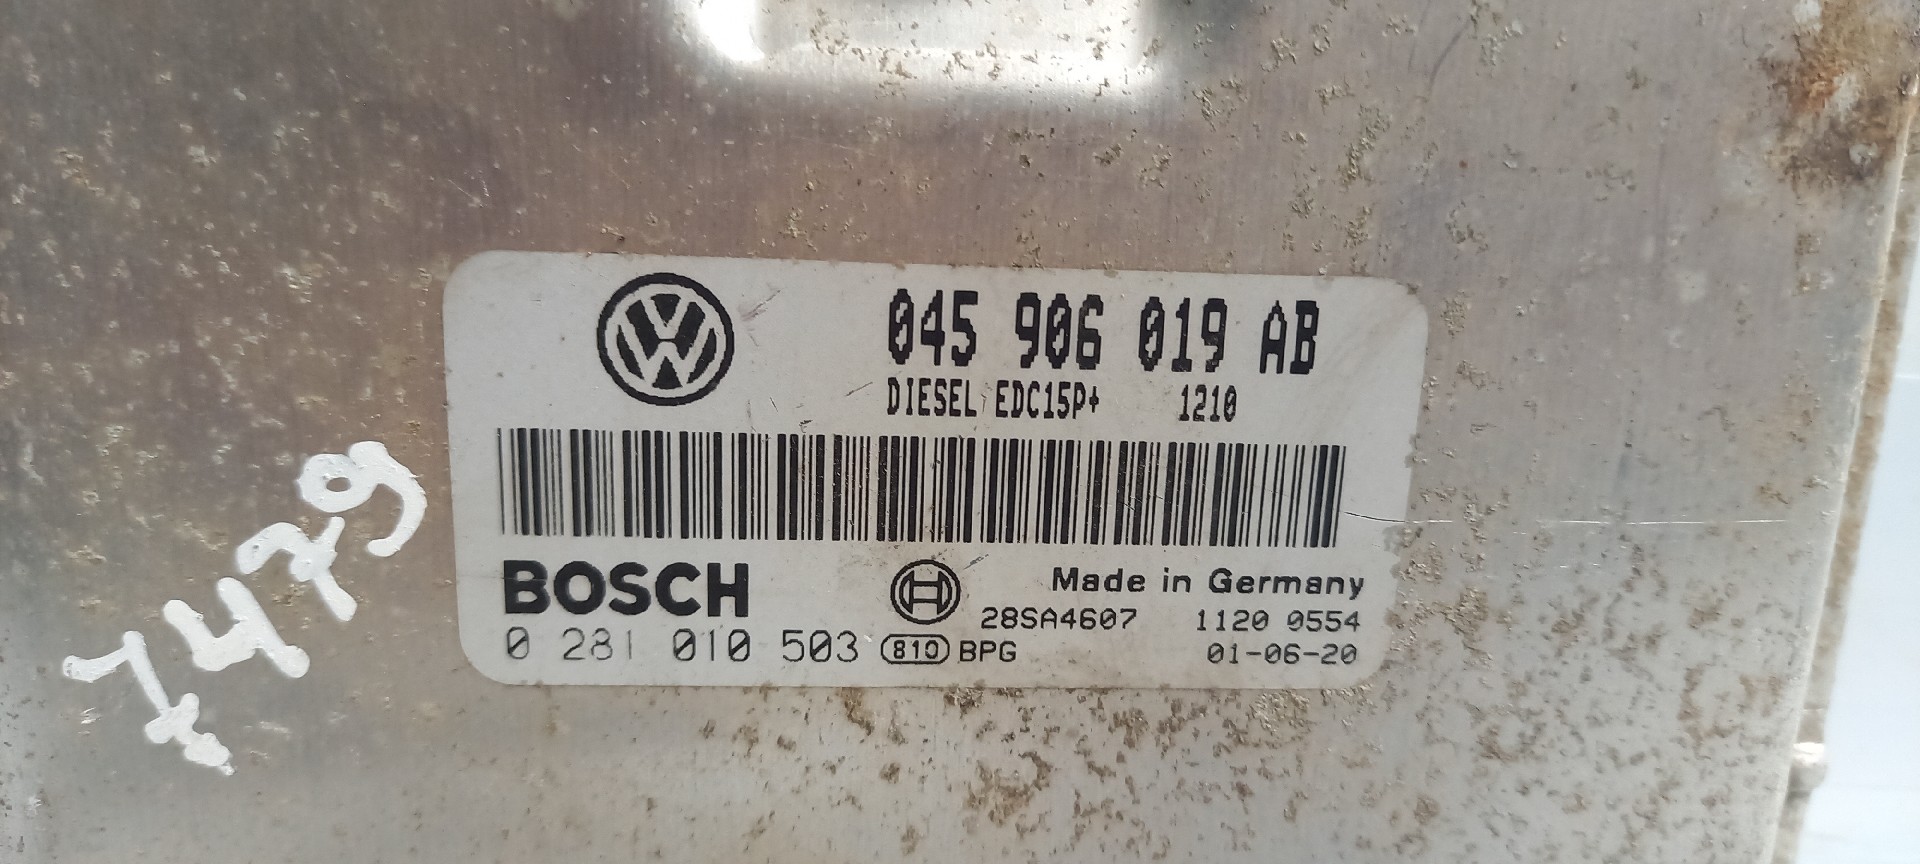 045 906 019 AB
DIESEL EDC15P+ 1210
BOSCH
Made in Germany
28SA4607 1120 0554
0 281 010 503 810 BPG 01-06-20
7479